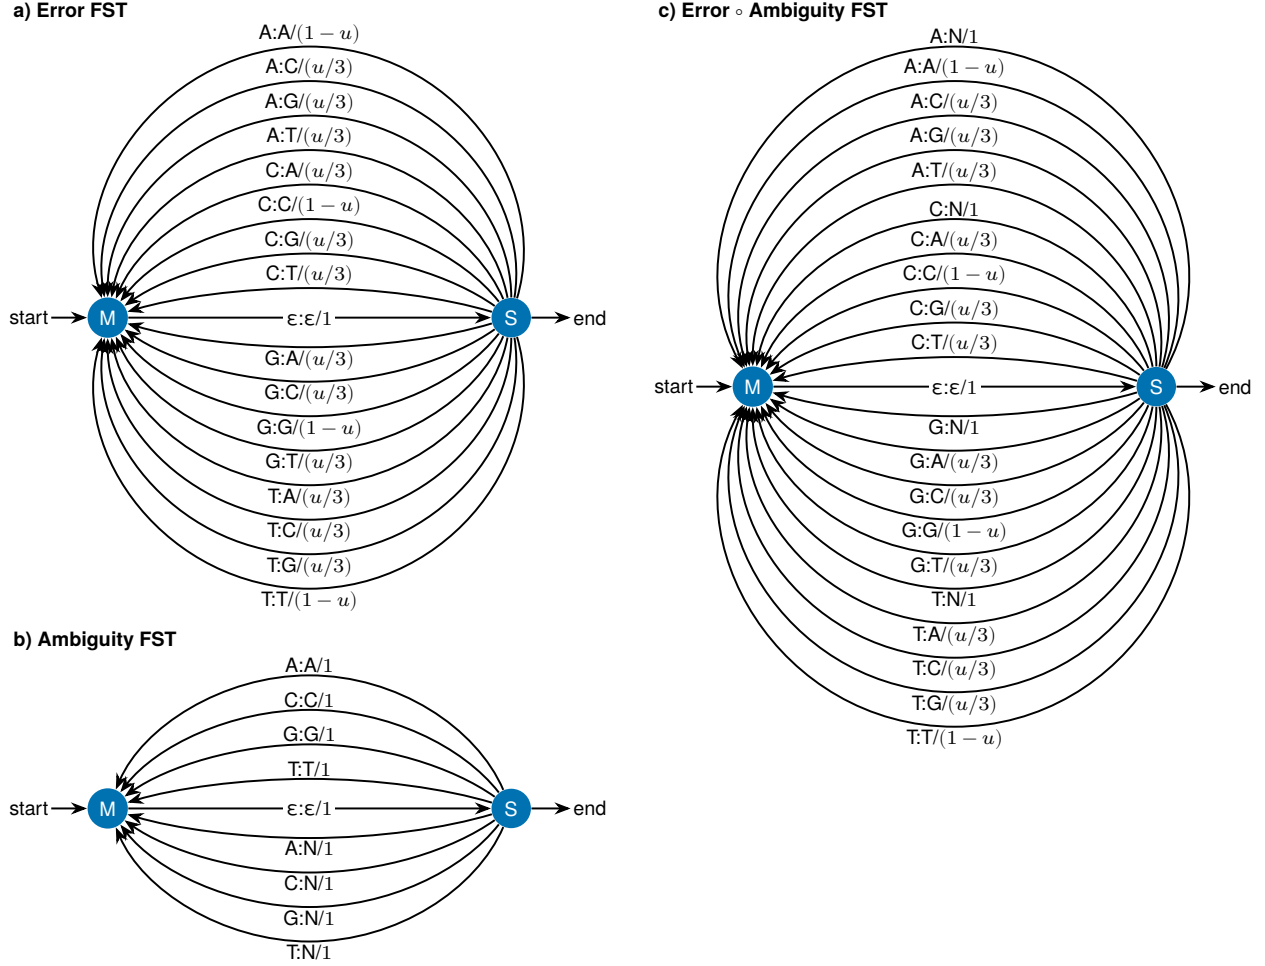 a) Error FST
A:A/(1 − u)
A:C/(u/3)
A:G/(u/3)
A:T/(u/3)
C:A/(u/3)
C:C/(1 − u)
C:G/(u/3)
C:T/(u/3)
start M ε:ε/1 S end
G:A/(u/3)
G:C/(u/3)
G:G/(1 − u)
G:T/(u/3)
T:A/(u/3)
T:C/(u/3)
T:G/(u/3)
T:T/(1 − u)
b) Ambiguity FST
A:A/1
C:C/1
G:G/1
T:T/1
start M ε:ε/1 S end
A:N/1
C:N/1
G:N/1
T:N/1
c) Error ∘ Ambiguity FST
A:N/1
A:A/(1 − u)
A:C/(u/3)
A:G/(u/3)
A:T/(u/3)
C:N/1
C:A/(u/3)
C:C/(1 − u)
C:G/(u/3)
C:T/(u/3)
start M ε:ε/1 S end
G:N/1
G:A/(u/3)
G:C/(u/3)
G:G/(1 − u)
G:T/(u/3)
T:N/1
T:A/(u/3)
T:C/(u/3)
T:G/(u/3)
T:T/(1 − u)